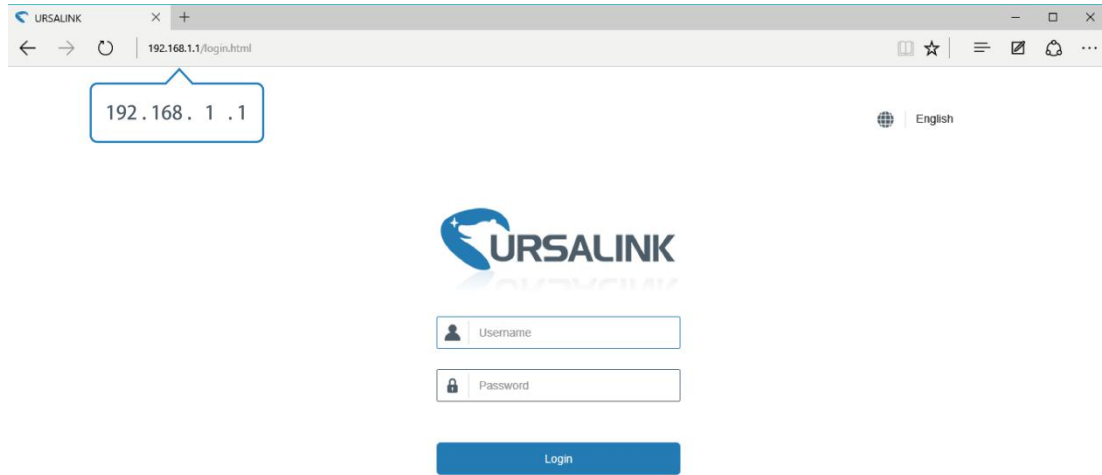 URSALINK
192.168.1.1/login.html
192.168. 1 .1
English
URSALINK
Username
Password
Login